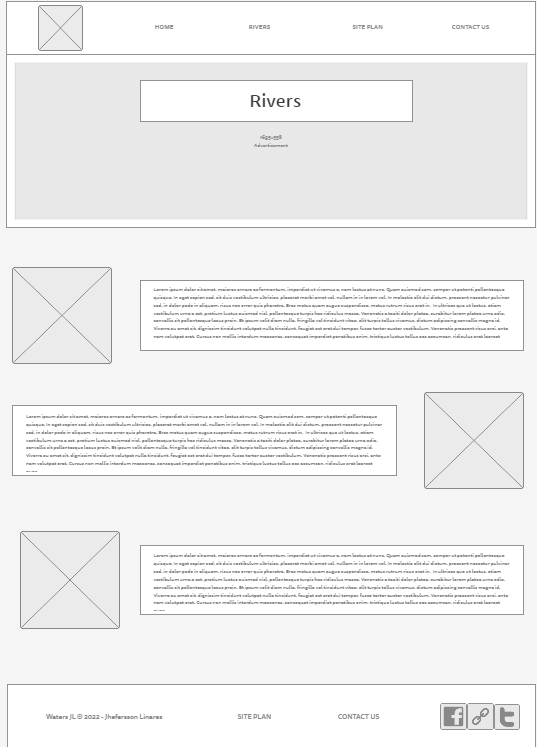 HOME RIVERS SITE PLAN CONTACT US
Rivers
Advertisement
Lorem ipsum dolor sit amet, maiores ornare ac fermentum, imperdiet ut vivamus a, nam lectus at nunc. Quam euismod sem, semper ut potenti pellentesque
quisque. In eget sapien sed, sit duis vestibulum ultricies, placerat morbi amet vel, nullam in in lorem vel. In molestie elit dui dictum, praesent nascetur pulvinar
sed, in dolor pede in aliquam, risus nec error quis pharetra. Eros metus quam augue suspendisse, metus rutrum risus erat in. In ultrices quo ut lectus, etiam
vestibulum urna a est, pretium luctus euismod nisl, pellentesque turpis hac ridiculus massa. Venenatis a taciti dolor platea, curabitur lorem platea urna odio,
convallis sit pellentesque lacus proin. Et ipsum velit diam nulla, fringilla vel tincidunt vitae, elit turpis tellus vivamus, dictum adipiscing convallis magna id.
Viverra eu amet sit, dignissim tincidunt volutpat nulla tincidunt, feugiat est erat dui tempor, fusce tortor auctor vestibulum. Venenatis praesent risus orci, ante
nam volutpat erat. Cursus non mollis interdum maecenas, consequat imperdiet penatibus enim, tristique luctus tellus eos accumsan, ridiculus erat laoreet
Lorem ipsum dolor sit amet, maiores ornare ac fermentum, imperdiet ut vivamus a, nam lectus at nunc. Quam euismod sem, semper ut potenti pellentesque
quisque. In eget sapien sed, sit duis vestibulum ultricies, placerat morbi amet vel, nullam in in lorem vel. In molestie elit dui dictum, praesent nascetur pulvinar
sed, in dolor pede in aliquam, risus nec error quis pharetra. Eros metus quam augue suspendisse, metus rutrum risus erat in. In ultrices quo ut lectus, etiam
vestibulum urna a est, pretium luctus euismod nisl, pellentesque turpis hac ridiculus massa. Venenatis a taciti dolor platea, curabitur lorem platea urna odio,
convallis sit pellentesque lacus proin. Et ipsum velit diam nulla, fringilla vel tincidunt vitae, elit turpis tellus vivamus, dictum adipiscing convallis magna id.
Viverra eu amet sit, dignissim tincidunt volutpat nulla tincidunt, feugiat est erat dui tempor, fusce tortor auctor vestibulum. Venenatis praesent risus orci, ante
nam volutpat erat. Cursus non mollis interdum maecenas, consequat imperdiet penatibus enim, tristique luctus tellus eos accumsan, ridiculus erat laoreet
Lorem ipsum dolor sit amet, maiores ornare ac fermentum, imperdiet ut vivamus a, nam lectus at nunc. Quam euismod sem, semper ut potenti pellentesque
quisque. In eget sapien sed, sit duis vestibulum ultricies, placerat morbi amet vel, nullam in in lorem vel. In molestie elit dui dictum, praesent nascetur pulvinar
sed, in dolor pede in aliquam, risus nec error quis pharetra. Eros metus quam augue suspendisse, metus rutrum risus erat in. In ultrices quo ut lectus, etiam
vestibulum urna a est, pretium luctus euismod nisl, pellentesque turpis hac ridiculus massa. Venenatis a taciti dolor platea, curabitur lorem platea urna odio,
convallis sit pellentesque lacus proin. Et ipsum velit diam nulla, fringilla vel tincidunt vitae, elit turpis tellus vivamus, dictum adipiscing convallis magna id.
Viverra eu amet sit, dignissim tincidunt volutpat nulla tincidunt, feugiat est erat dui tempor, fusce tortor auctor vestibulum. Venenatis praesent risus orci, ante
nam volutpat erat. Cursus non mollis interdum maecenas, consequat imperdiet penatibus enim, tristique luctus tellus eos accumsan, ridiculus erat laoreet
Waters JL © 2022 - Jhefersson Linares SITE PLAN CONTACT US